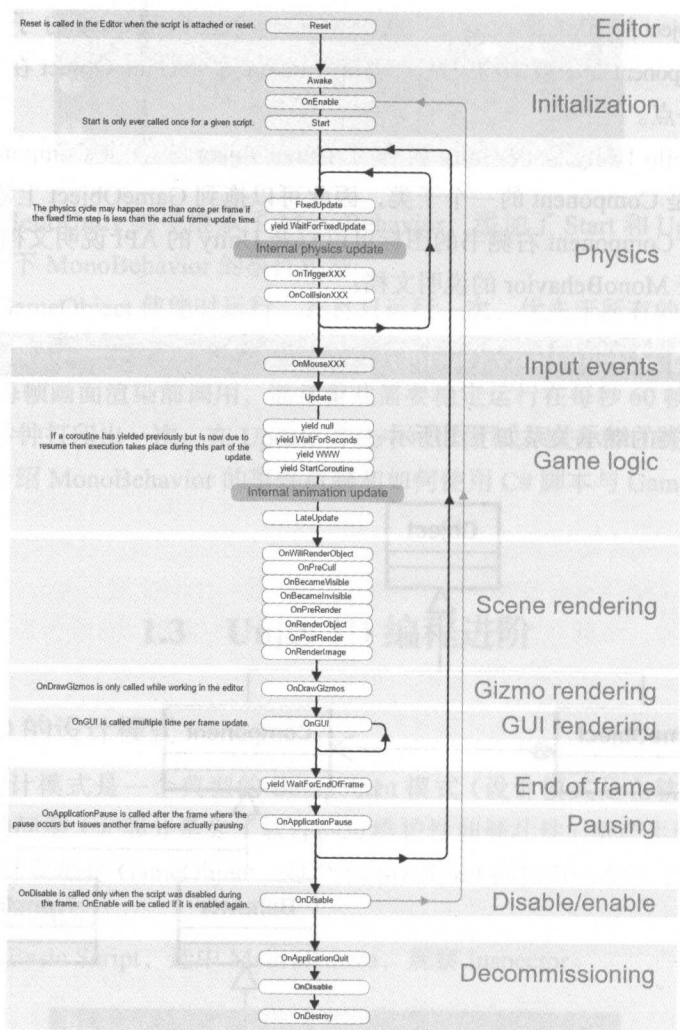 Reset is called in the Editor when the script is attached or reset.
Reset
Editor
Awake
OnEnable
Initialization
Start is only ever called once for a given script.
Start
FixedUpdate
The physics cycle may happen more than once per frame if
the fixed time step is less than the actual frame update time.
yield WaitForFixedUpdate
Internal physics update
Physics
OnTriggerXXX
OnCollisionXXX
OnMouseXXX
Input events
Update
yield null
If a coroutine has yielded previously but is now due to
resume then execution takes place during this part of the
update.
yield WaitForSeconds
yield WWW
yield StartCoroutine
Game logic
Internal animation update
LateUpdate
OnWillRenderObject
OnPreCull
OnBecameVisible
OnBecameInvisible
OnPreRender
OnRenderObject
OnPostRender
OnRenderImage
Scene rendering
OnDrawGizmos is only called while working in the editor.
OnDrawGizmos
Gizmo rendering
OnGUI is called multiple time per frame update.
OnGUI
GUI rendering
yield WaitForEndOfFrame
End of frame
OnApplicationPause is called after the frame where the
pause occurs but issues another frame before actually pausing.
OnApplicationPause
Pausing
OnDisable is called only when the script was disabled during
the frame. OnEnable will be called if it is enabled again.
OnDisable
Disable/enable
OnApplicationQuit
OnDisable
Decommissioning
OnDestroy